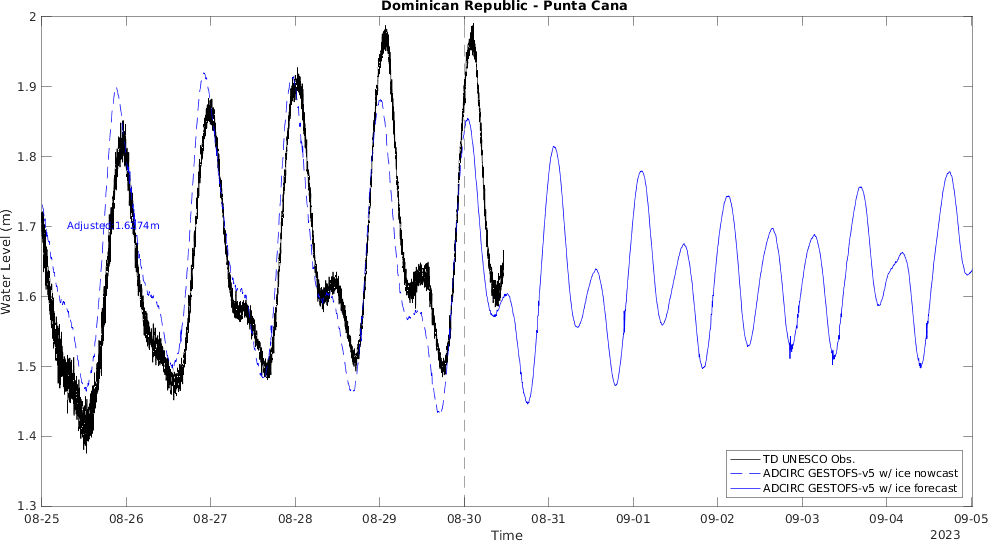 Dominican Republic - Punta Cana
2
1.9
1.8
1.7
1.6
1.5
1.4
1.3
Water Level (m)
Adjusted 1.6274m
TD UNESCO Obs.
ADCIRC GESTOFS-v5 w/ ice nowcast
ADCIRC GESTOFS-v5 w/ ice forecast
08-25 08-26 08-27 08-28 08-29 08-30 08-31 09-01 09-02 09-03 09-04 09-05
Time
2023